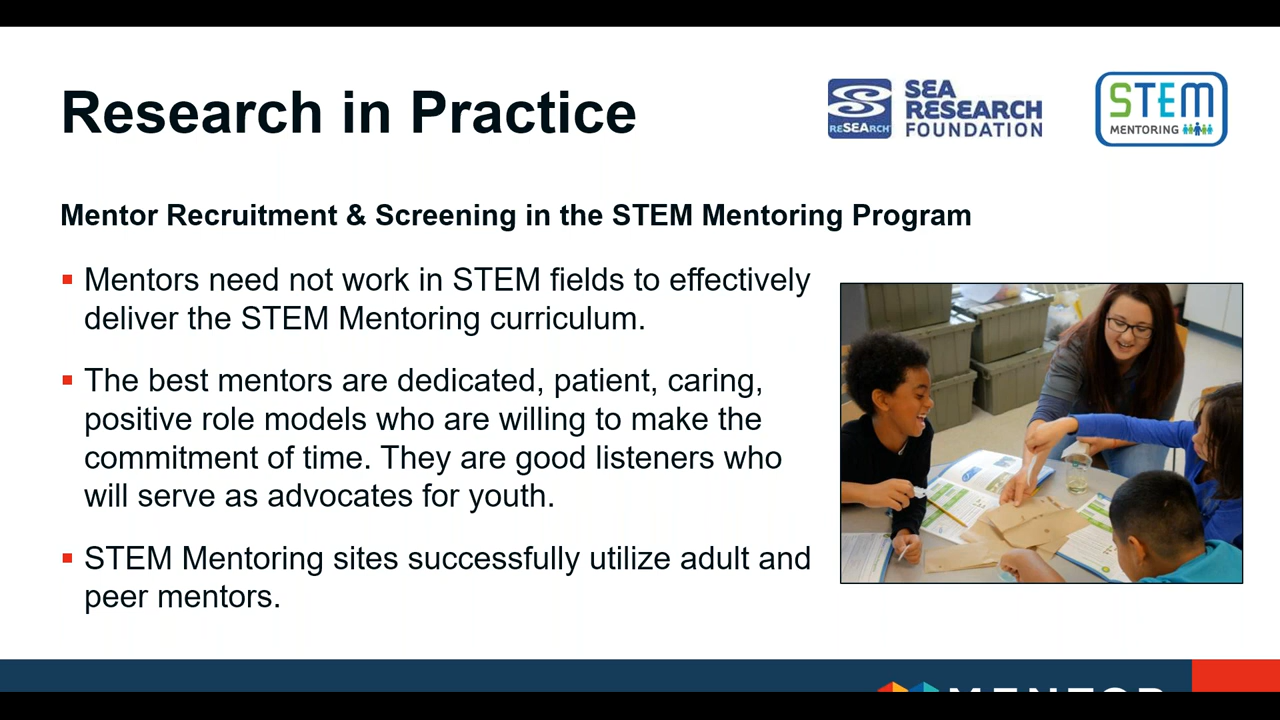 Research in Practice
SEA
RESEARCH
FOUNDATION
ReSEARCH
STEM
MENTORING
Mentor Recruitment & Screening in the STEM Mentoring Program
Mentors need not work in STEM fields to effectively
deliver the STEM Mentoring curriculum.
The best mentors are dedicated, patient, caring,
positive role models who are willing to make the
commitment of time. They are good listeners who
will serve as advocates for youth.
STEM Mentoring sites successfully utilize adult and
peer mentors.
MENTOR